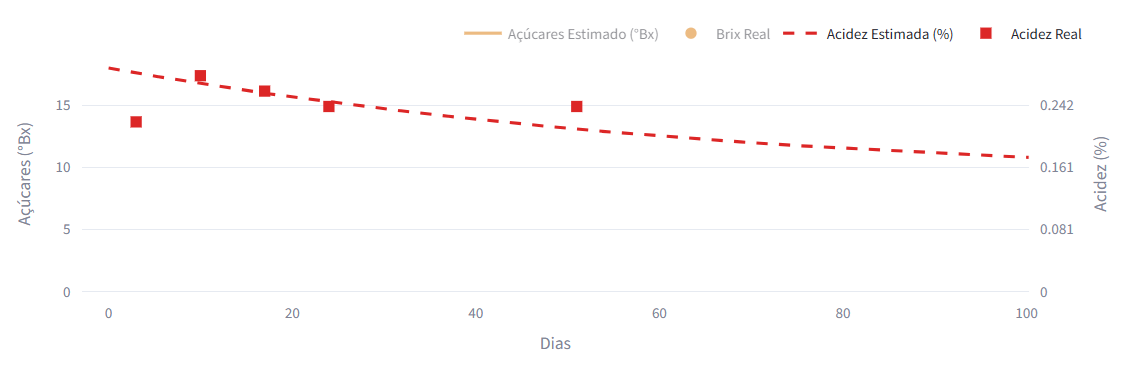 Açúcares Estimado (°Bx) Brix Real Acidez Estimada (%) Acidez Real
15 0.242
10 0.161
5 0.081
0 0
Açúcares (°Bx)
Acidez (%)
0 20 40 60 80 100
Dias